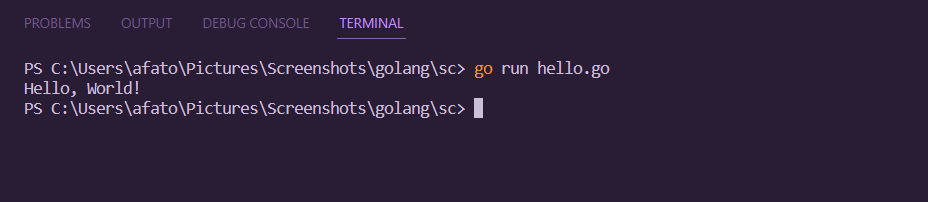 PROBLEMS OUTPUT DEBUG CONSOLE TERMINAL
PS C:\Users\afato\Pictures\Screenshots\golang\sc> go run hello.go
Hello, World!
PS C:\Users\afato\Pictures\Screenshots\golang\sc>